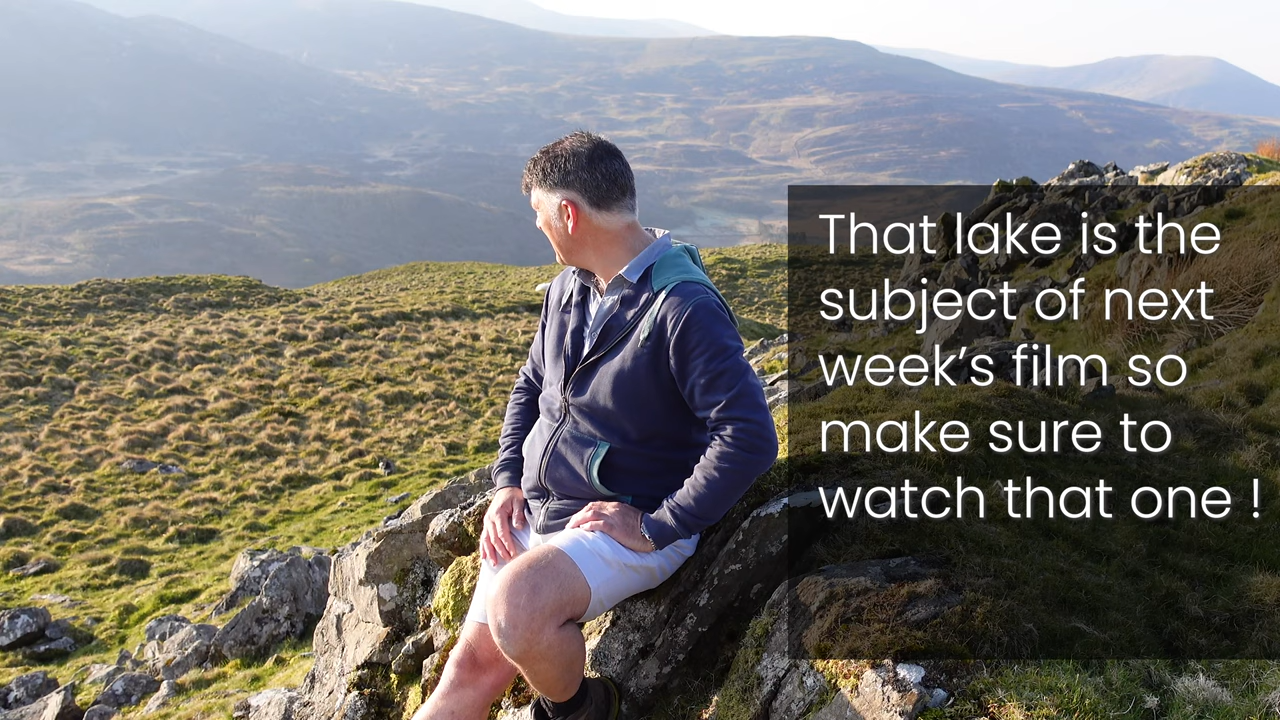 That lake is the
subject of next
week’s film so
make sure to
watch that one !